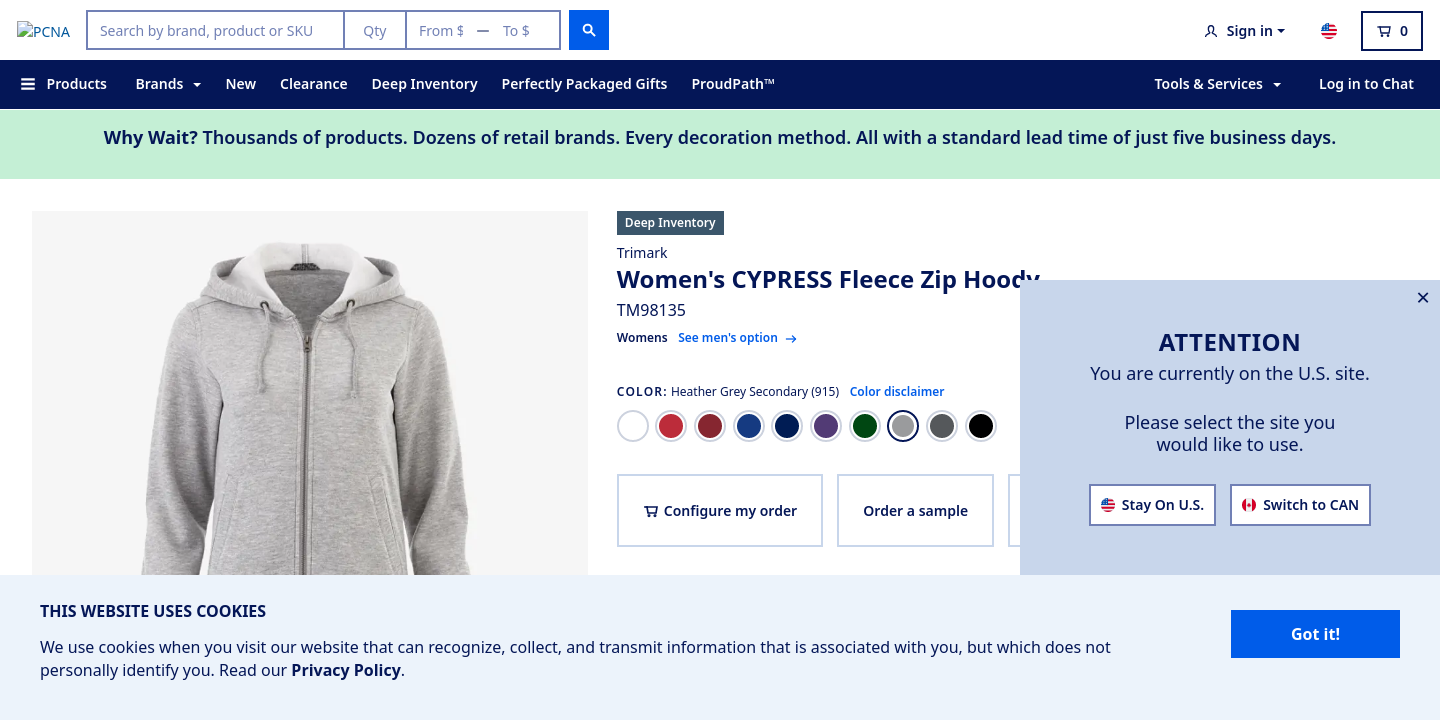 PCNA
Search by brand, product or SKU
Qty
From $ — To $
Sign in
0
Products
Brands
New
Clearance
Deep Inventory
Perfectly Packaged Gifts
ProudPath™
Tools & Services
Log in to Chat
Why Wait? Thousands of products. Dozens of retail brands. Every decoration method. All with a standard lead time of just five business days.
Deep Inventory
Trimark
Women's CYPRESS Fleece Zip Hoody
TM98135
Womens See men's option →
COLOR: Heather Grey Secondary (915) Color disclaimer
Configure my order
Order a sample
✕
ATTENTION
You are currently on the U.S. site.
Please select the site you
would like to use.
Stay On U.S.
Switch to CAN
THIS WEBSITE USES COOKIES
We use cookies when you visit our website that can recognize, collect, and transmit information that is associated with you, but which does not
personally identify you. Read our Privacy Policy.
Got it!